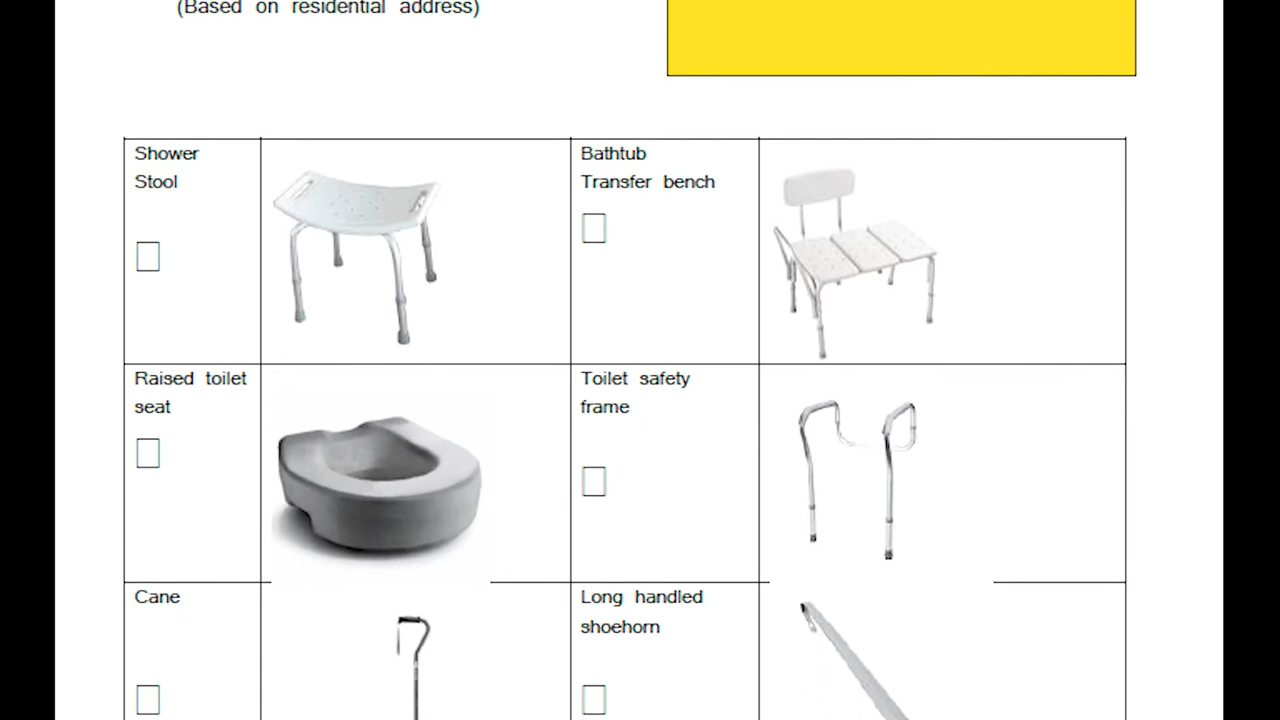 (Based on residential address)
Shower
Stool
Bathtub
Transfer bench
Raised toilet
seat
Toilet safety
frame
Cane
Long handled
shoehorn